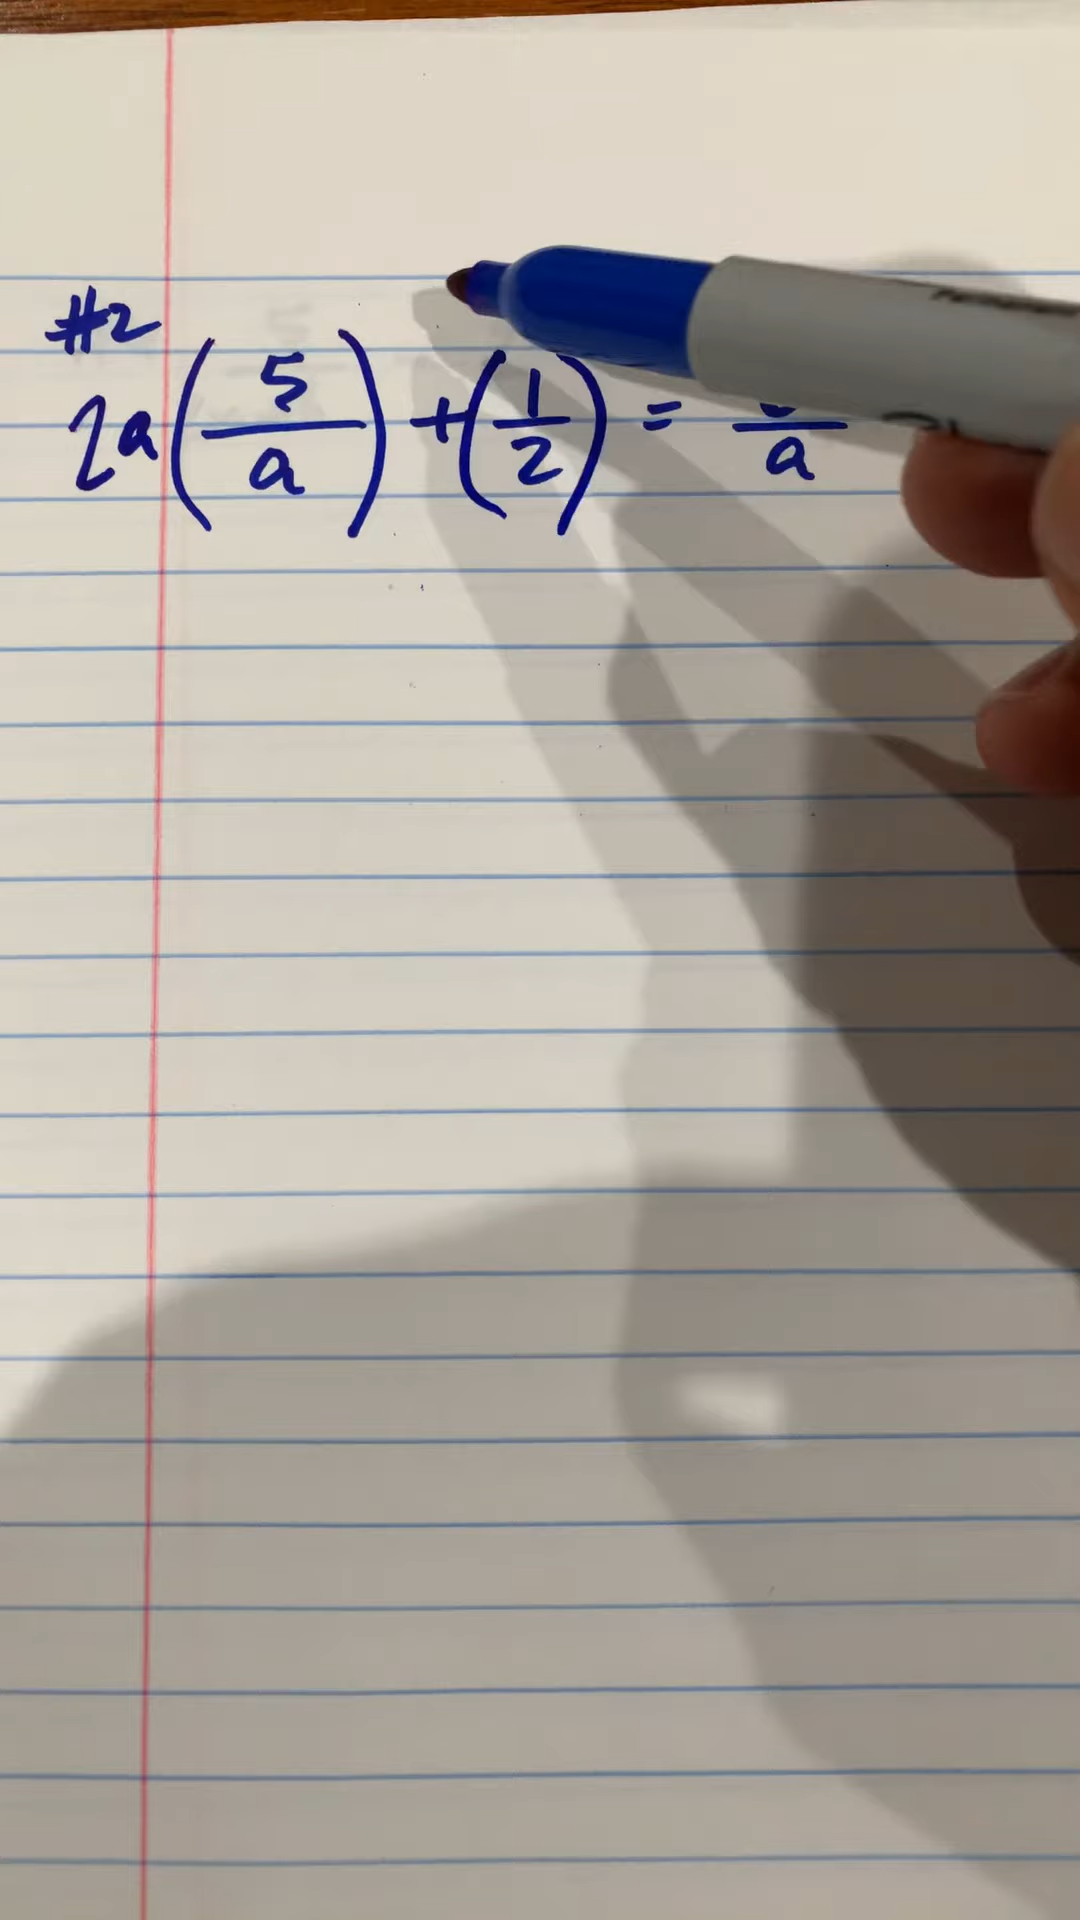 #2
2a(5/a) + (1/2) = /a